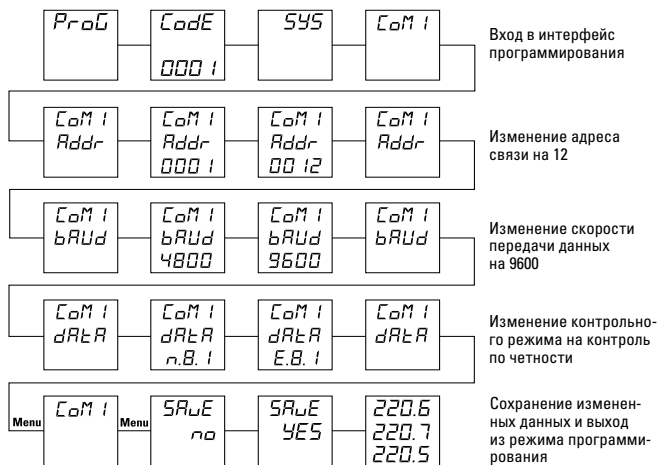 ProG CodE SYS CoM 1
0001
Вход в интерфейс
программирования
CoM 1 CoM 1 CoM 1 CoM 1
Addr Addr Addr Addr
0001 0012
Изменение адреса
связи на 12
CoM 1 CoM 1 CoM 1 CoM 1
bAUd bAUd bAUd bAUd
4800 9600
Изменение скорости
передачи данных
на 9600
CoM 1 CoM 1 CoM 1 CoM 1
dAtA dAtA dAtA dAtA
n.8.1 E.8.1
Изменение контрольно-
го режима на контроль
по четности
Menu CoM 1 Menu SAvE SAvE 220.6
no YES 220.7
220.5
Сохранение изменен-
ных данных и выход
из режима программи-
рования